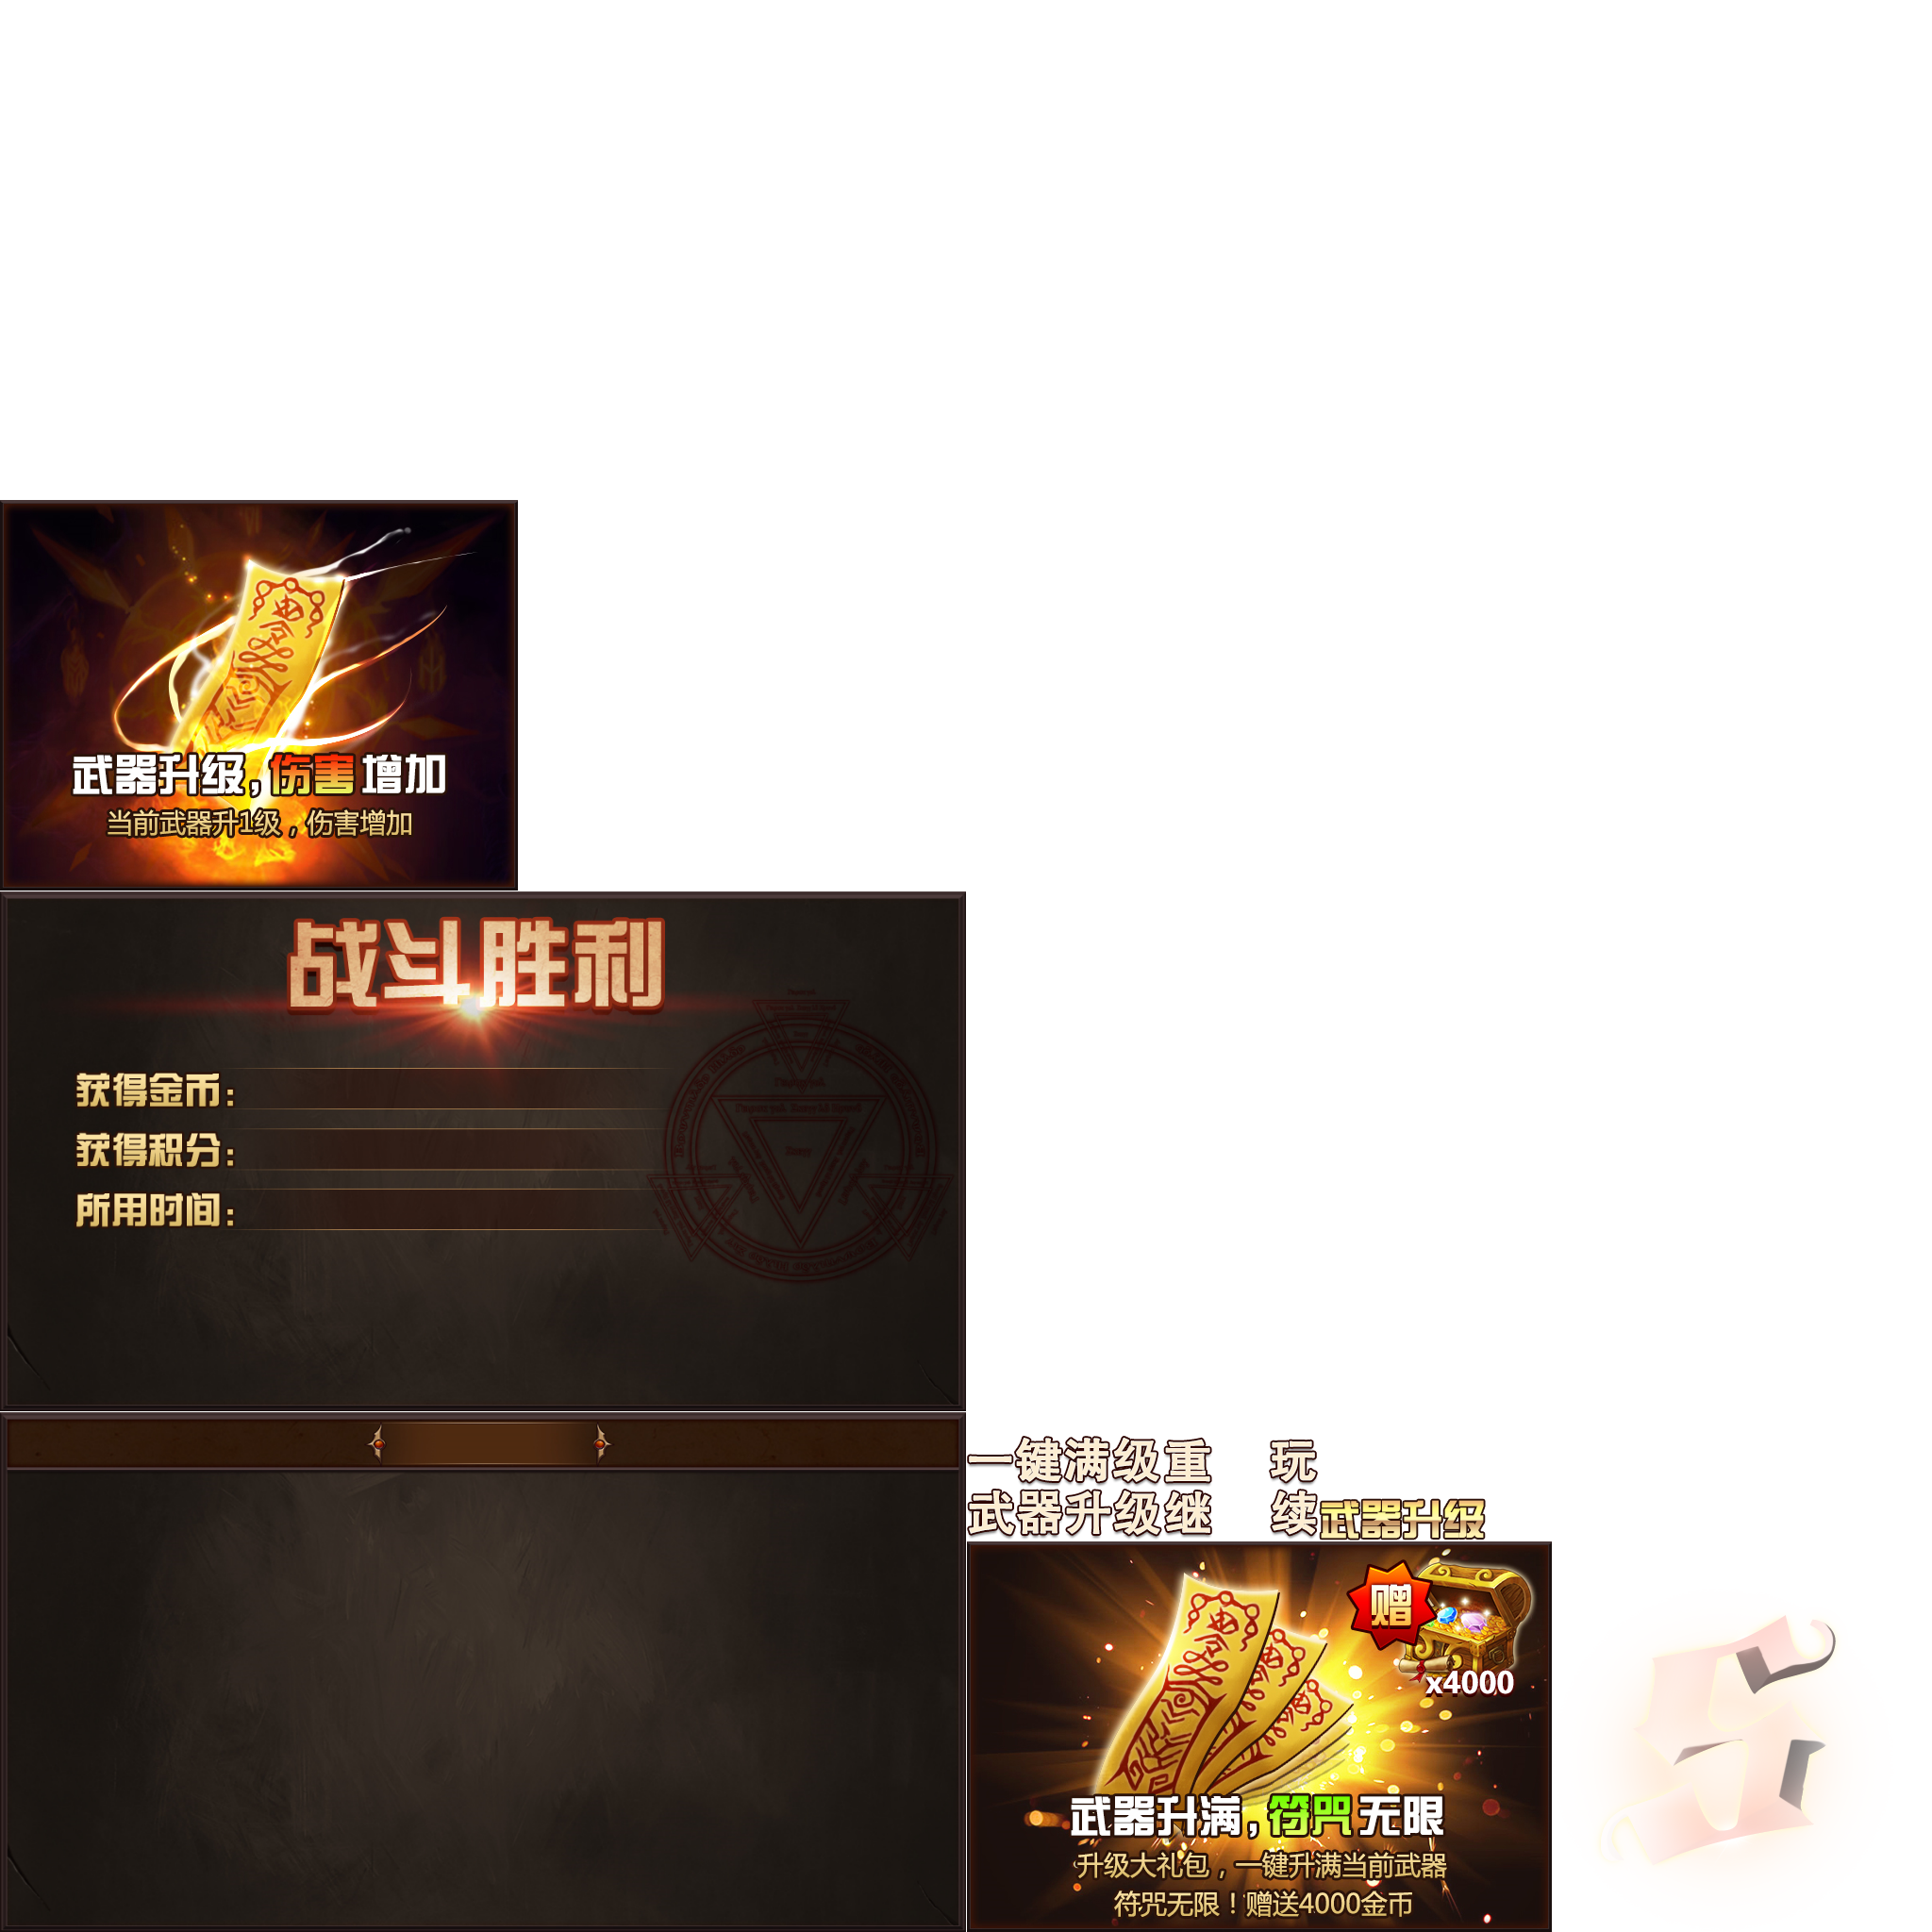 武器升级,伤害增加
当前武器升1级，伤害增加
战斗胜利
获得金币：
获得积分：
所用时间：
一键满级重 玩
武器升级继 续
武器升级
赠
x4000
武器升满,符咒无限
升级大礼包，一键升满当前武器
符咒无限！赠送4000金币
S